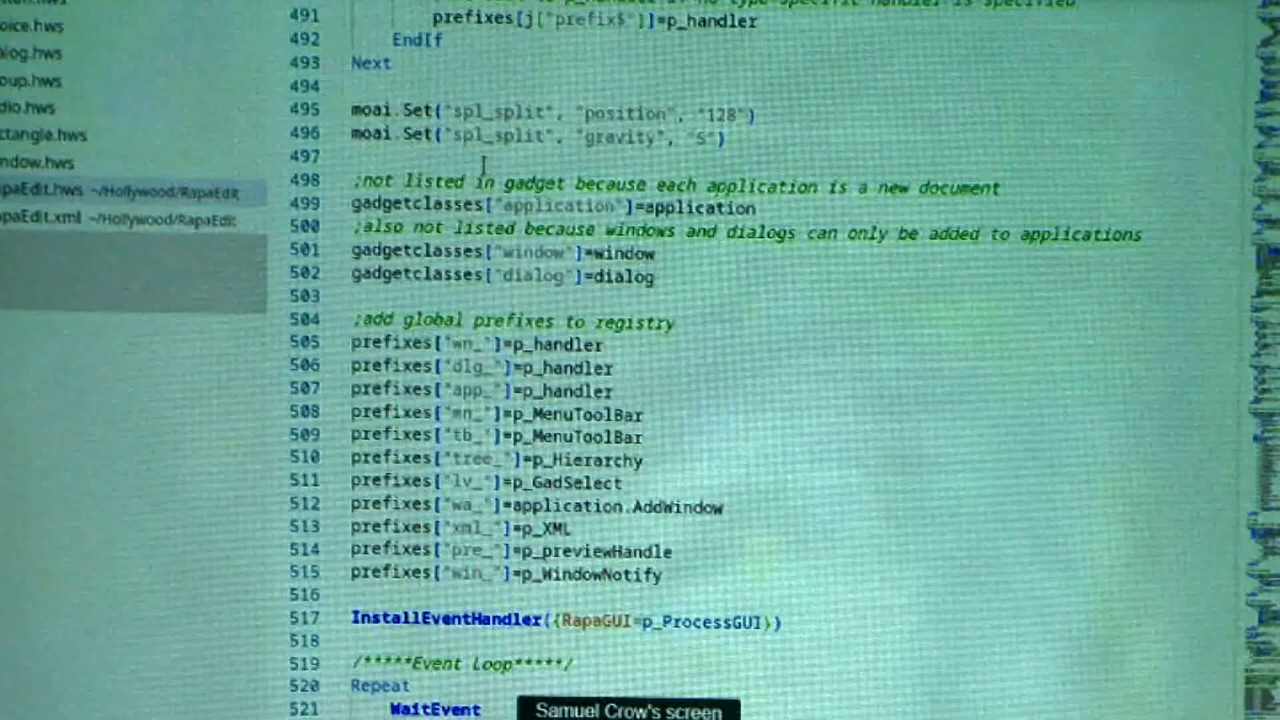 oice.hws
alog.hws
oup.hws
dio.hws
ctangle.hws
ndow.hws
paEdit.hws ~/Hollywood/RapaEdit
paEdit.xml ~/Hollywood/RapaEdit
491 prefixes[j["prefix$"]]=p_handler
492 EndIf
493 Next
494
495 moai.Set("spl_split", "position", "128")
496 moai.Set("spl_split", "gravity", "S")
497
498 ;not listed in gadget because each application is a new document
499 gadgetclasses["application"]=application
500 ;also not listed because windows and dialogs can only be added to applications
501 gadgetclasses["window"]=window
502 gadgetclasses["dialog"]=dialog
503
504 ;add global prefixes to registry
505 prefixes["wn_"]=p_handler
506 prefixes["dlg_"]=p_handler
507 prefixes["app_"]=p_handler
508 prefixes["mn_"]=p_MenuToolBar
509 prefixes["tb_"]=p_MenuToolBar
510 prefixes["tree_"]=p_Hierarchy
511 prefixes["lv_"]=p_GadSelect
512 prefixes["wa_"]=application.AddWindow
513 prefixes["xml_"]=p_XML
514 prefixes["pre_"]=p_previewHandle
515 prefixes["win_"]=p_WindowNotify
516
517 InstallEventHandler({RapaGUI=p_ProcessGUI})
518
519 /*****Event Loop*****/
520 Repeat
521 WaitEvent
Samuel Crow's screen